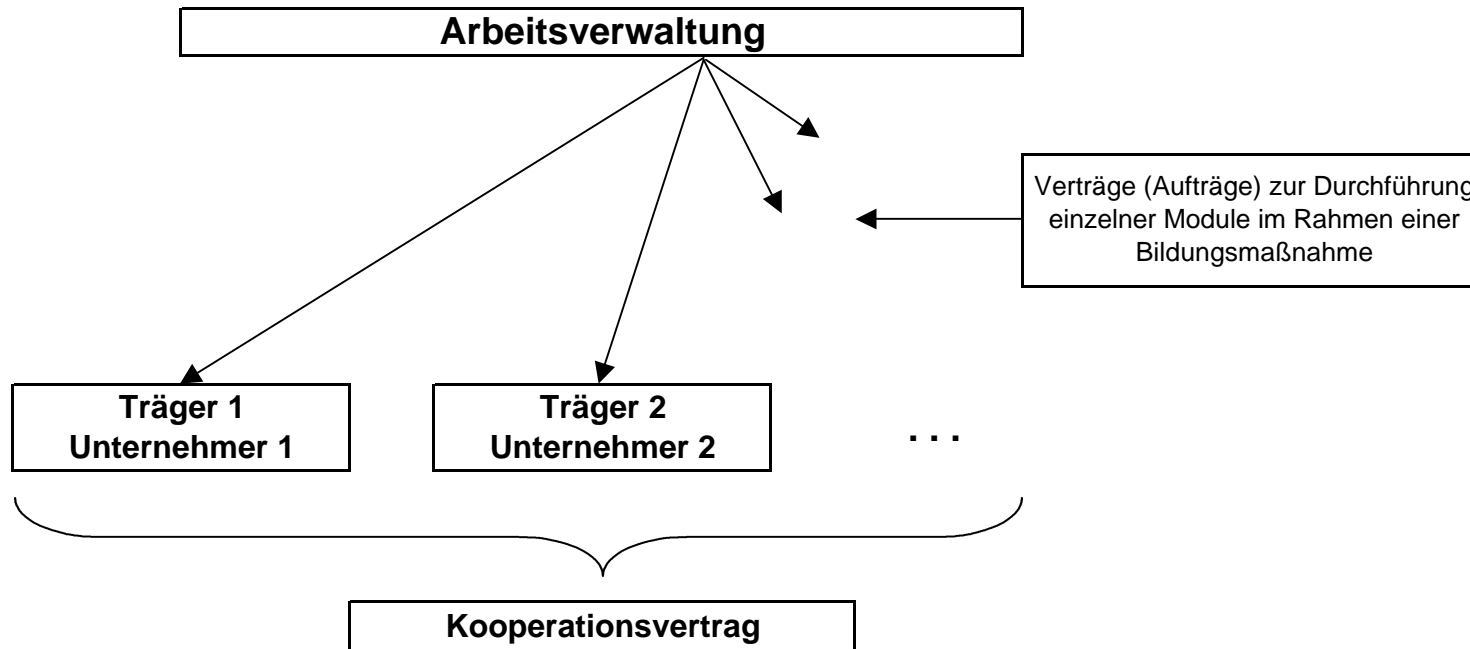 Arbeitsverwaltung
Verträge (Aufträge) zur Durchführung
einzelner Module im Rahmen einer
Bildungsmaßnahme
Träger 1
Unternehmer 1
Träger 2
Unternehmer 2
. . .
Kooperationsvertrag